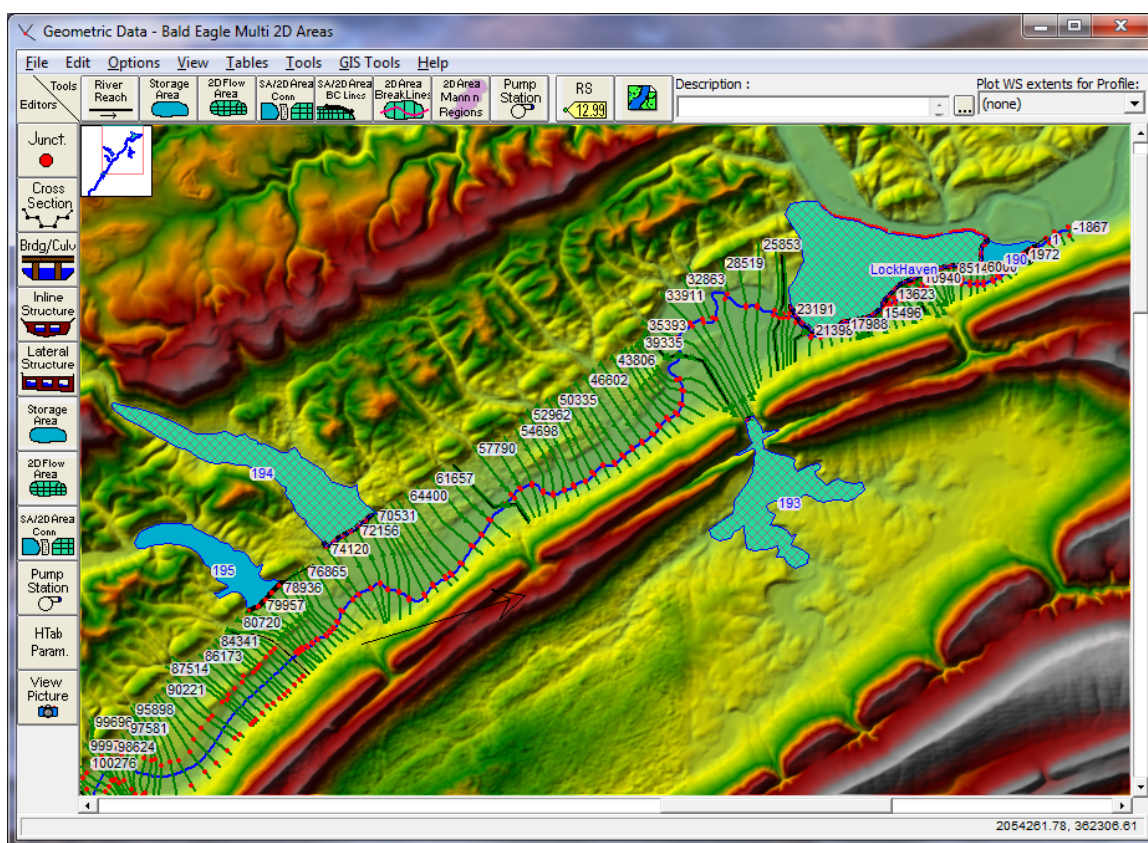 Geometric Data - Bald Eagle Multi 2D Areas
File Edit Options View Tables Tools GIS Tools Help
Tools
Editors
River
Reach
Storage
Area
2D Flow
Area
SA/2D Area
Conn
SA/2D Area
BC Lines
2D Area
BreakLines
2D Area
Mann n
Regions
Pump
Station
RS
12.99
Description :
...
Plot WS extents for Profile:
(none)
Junct.
Cross
Section
Brdg/Culv
Inline
Structure
Lateral
Structure
Storage
Area
2D Flow
Area
SA/2D Area
Conn
Pump
Station
HTab
Param.
View
Picture
-1867
1
1972
190
25853
28519
32863
33911
35393
39335
43806
46602
50335
52962
54698
57790
61657
64400
LockHaven
10940
13623
15496
17988
21398
23191
194
193
195
70531
72156
74120
76865
78936
79957
80720
84341
86173
87514
90221
95898
97581
98624
100276
2054261.78, 362306.61